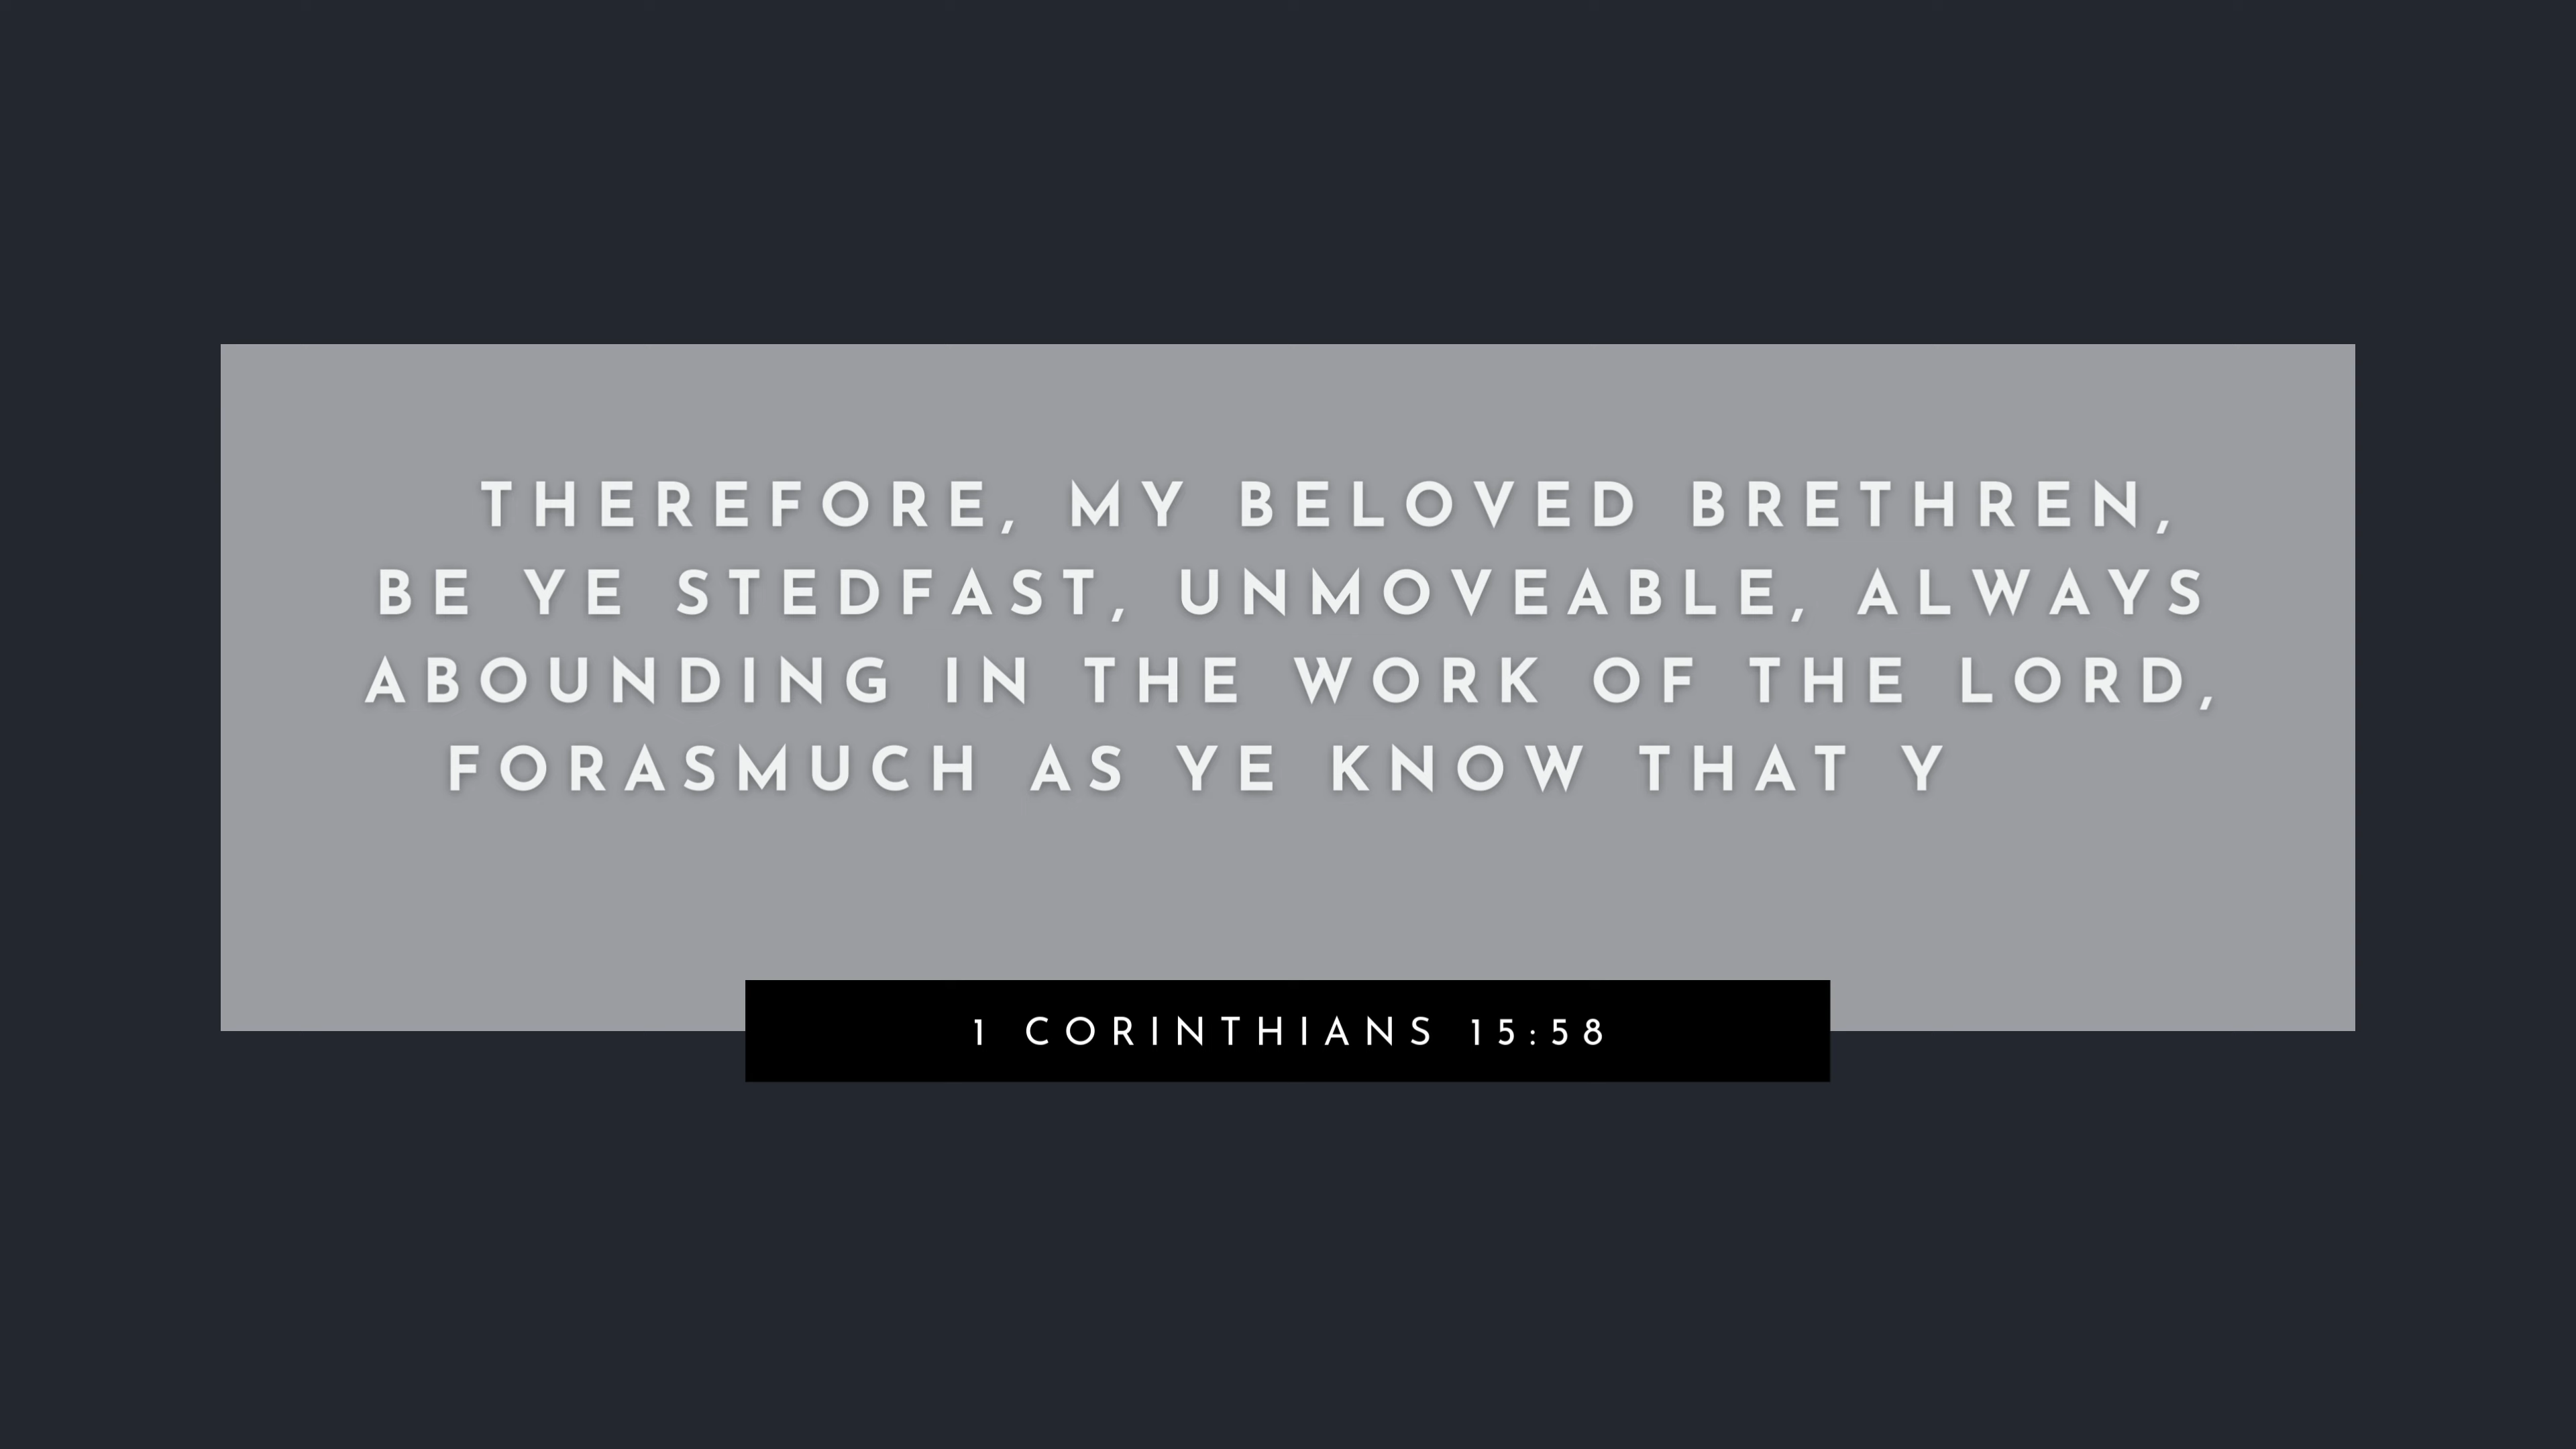 THEREFORE, MY BELOVED BRETHREN,
BE YE STEDFAST, UNMOVEABLE, ALWAYS
ABOUNDING IN THE WORK OF THE LORD,
FORASMUCH AS YE KNOW THAT Y
1 CORINTHIANS 15:58